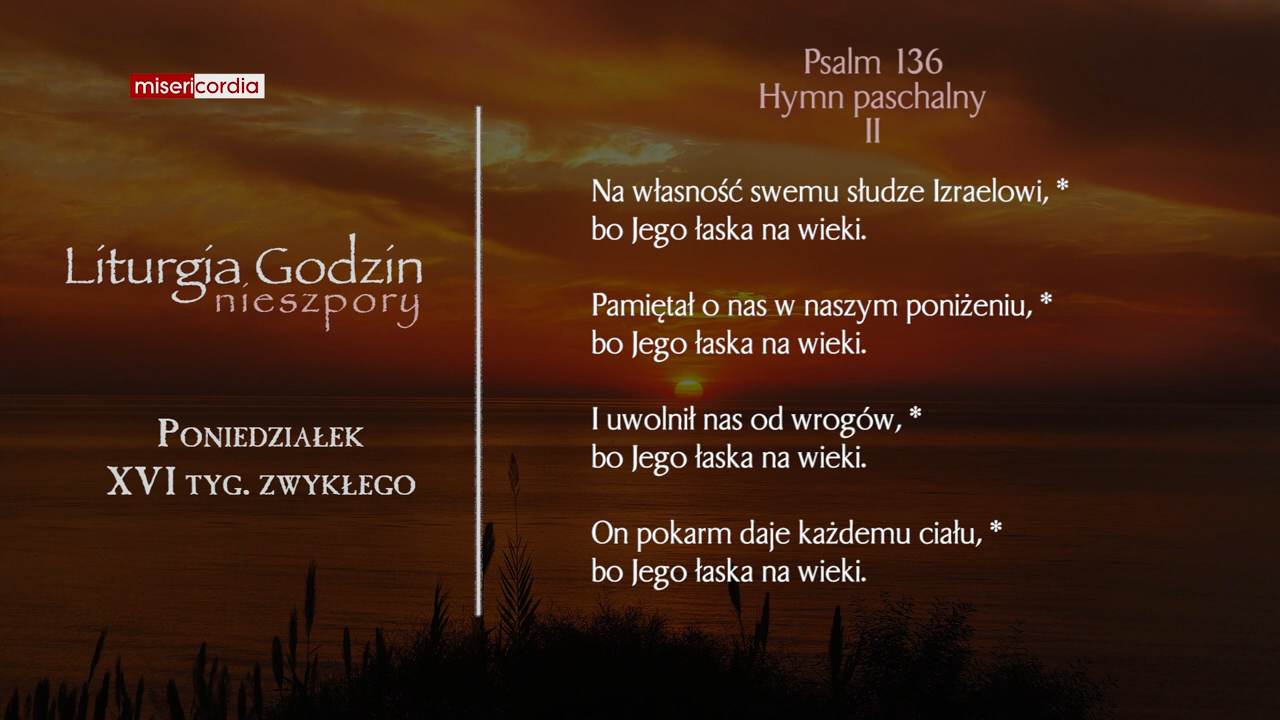 misericordia
Liturgia Godzin
nieszpory
Poniedziałek
XVI tyg. zwykłego
Psalm 136
Hymn paschalny
II
Na własność swemu słudze Izraelowi, *
bo Jego łaska na wieki.
Pamiętał o nas w naszym poniżeniu, *
bo Jego łaska na wieki.
I uwolnił nas od wrogów, *
bo Jego łaska na wieki.
On pokarm daje każdemu ciału, *
bo Jego łaska na wieki.